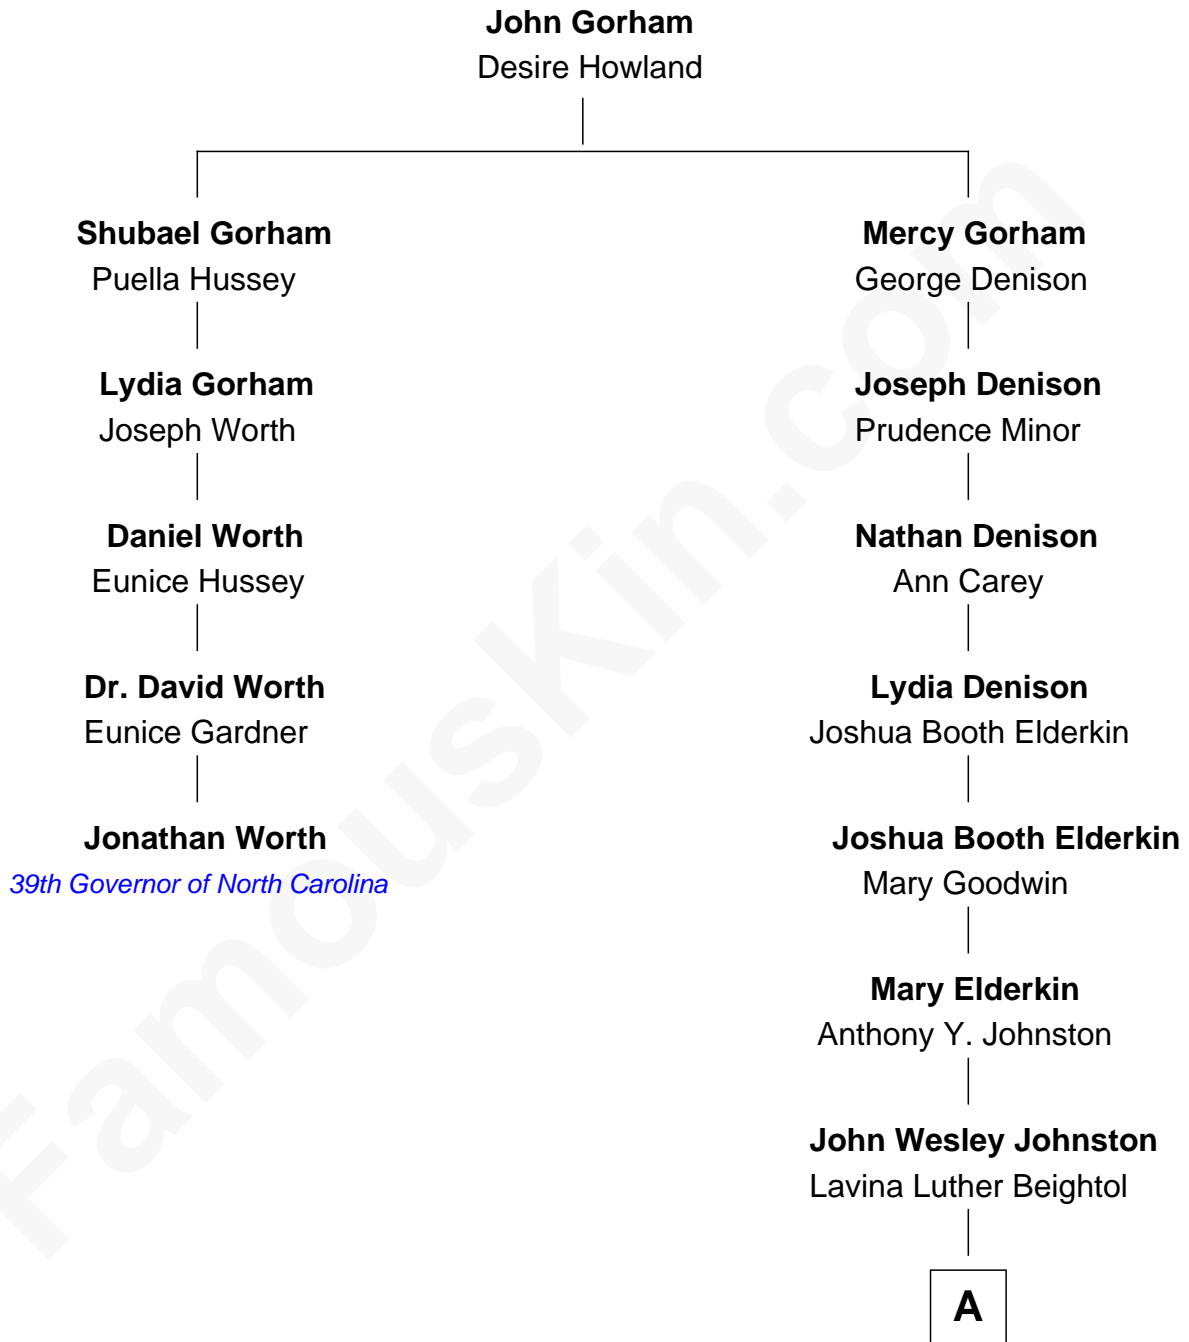 John Gorham
Desire Howland
Shubael Gorham
Puella Hussey
Mercy Gorham
George Denison
Lydia Gorham
Joseph Worth
Joseph Denison
Prudence Minor
Daniel Worth
Eunice Hussey
Nathan Denison
Ann Carey
Dr. David Worth
Eunice Gardner
Lydia Denison
Joshua Booth Elderkin
Jonathan Worth
39th Governor of North Carolina
Joshua Booth Elderkin
Mary Goodwin
Mary Elderkin
Anthony Y. Johnston
John Wesley Johnston
Lavina Luther Beightol
A
FamousKin.com